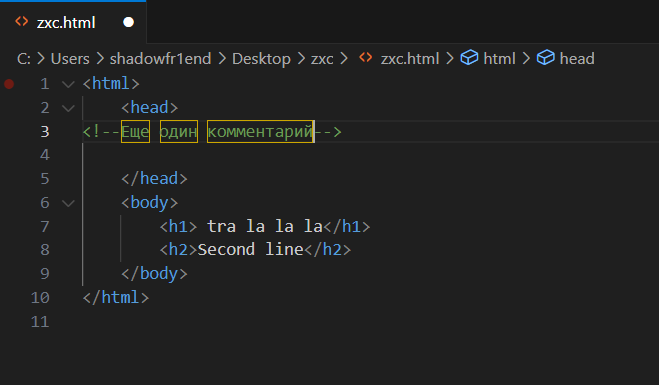 zxc.html
C: > Users > shadowfr1end > Desktop > zxc > zxc.html > html > head
1 <html>
2 <head>
3 <!--Еще один комментарий-->
4
5 </head>
6 <body>
7 <h1> tra la la la</h1>
8 <h2>Second line</h2>
9 </body>
10 </html>
11